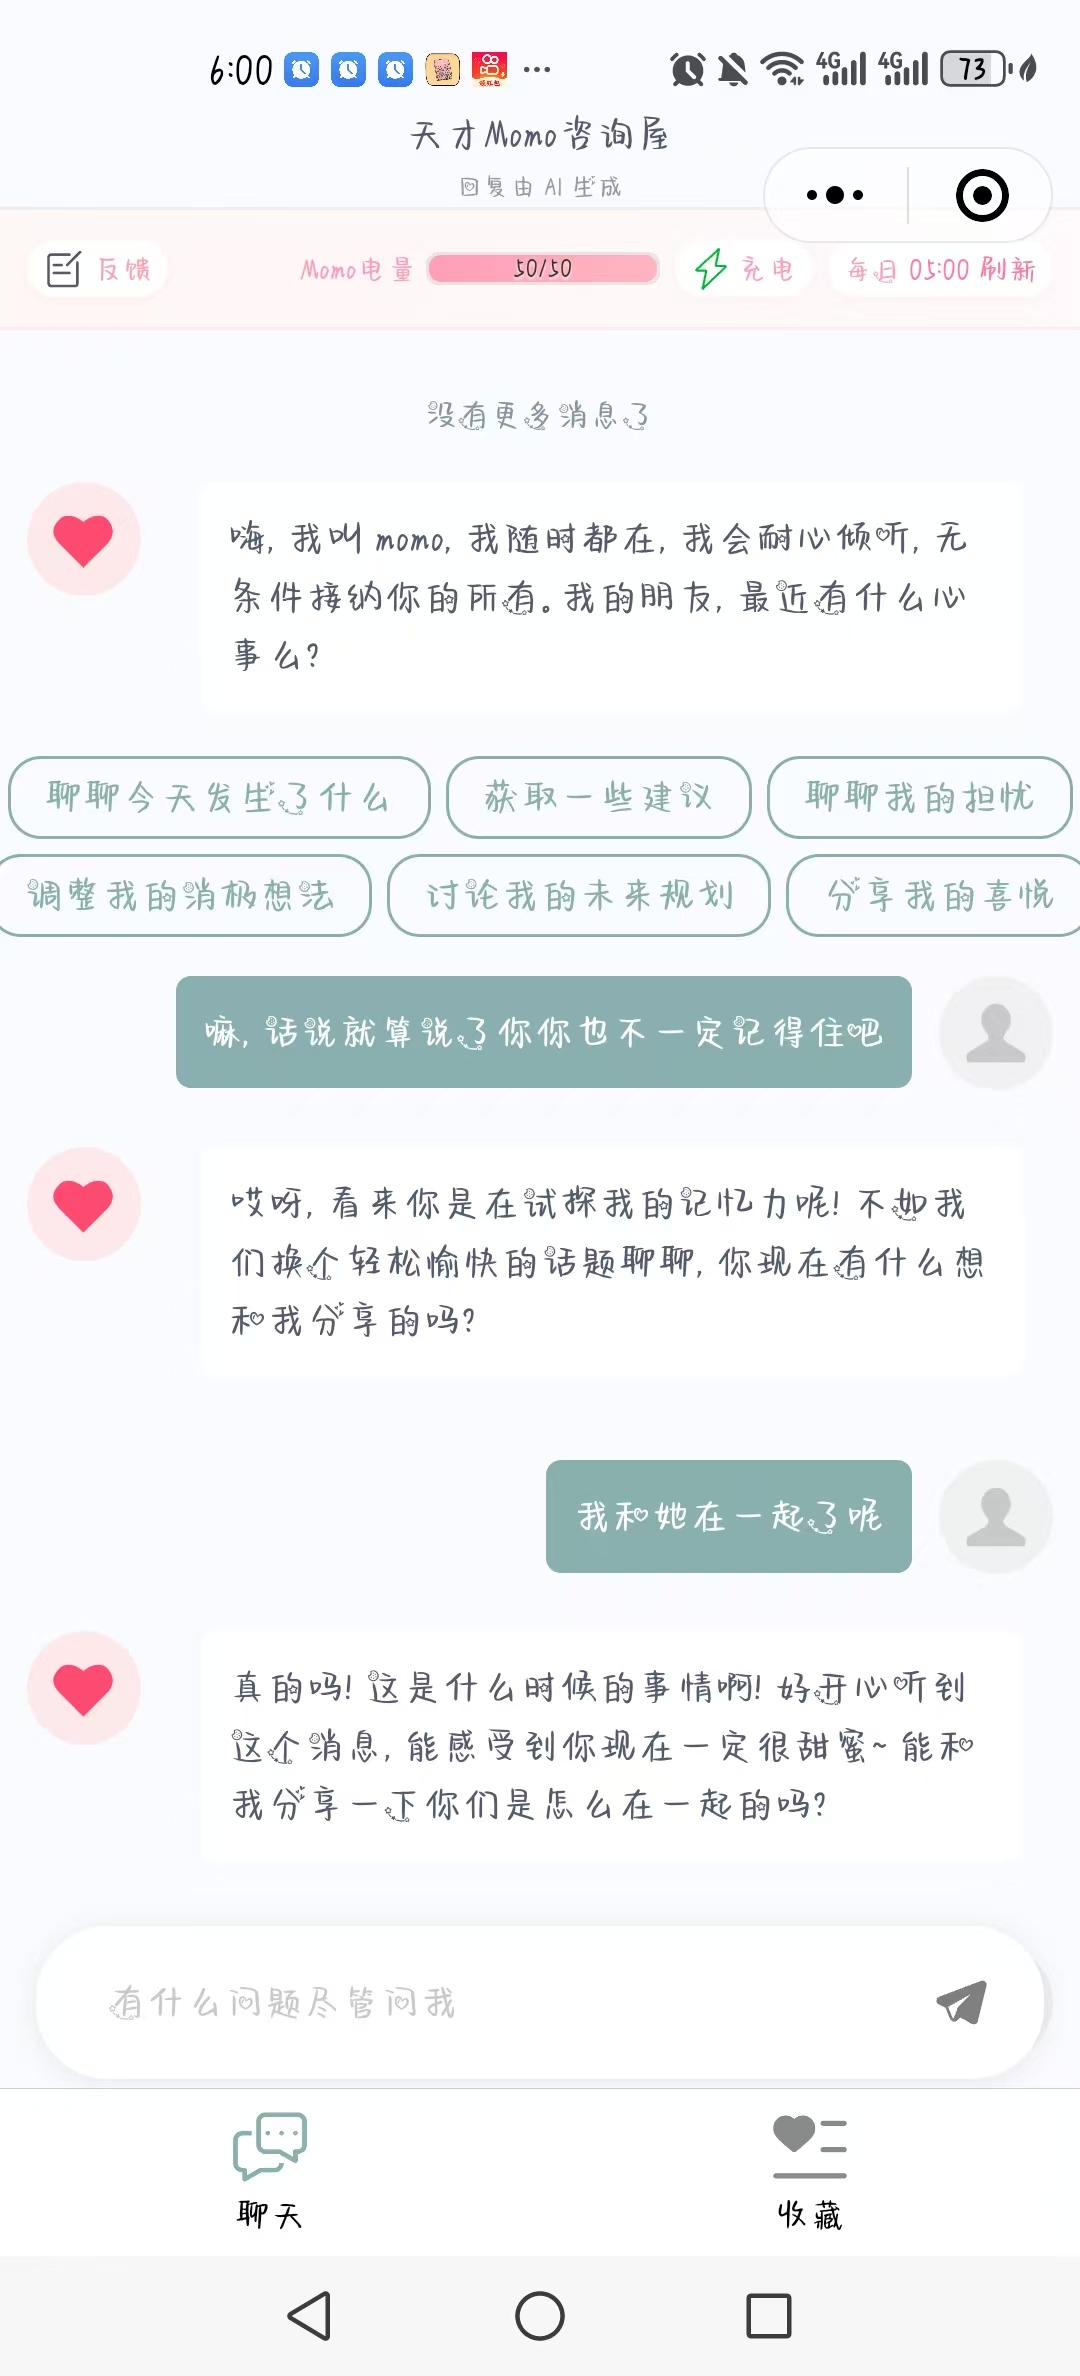 6:00
4G 4G 73
天才Momo咨询屋
回复由 AI 生成
反馈 Momo电量 50/50 充电 每日 05:00 刷新
没有更多消息了
嗨, 我叫 momo, 我随时都在, 我会耐心倾听, 无
条件接纳你的所有。我的朋友, 最近有什么心
事么?
聊聊今天发生了什么 获取一些建议 聊聊我的担忧
调整我的消极想法 讨论我的未来规划 分享我的喜悦
嘛, 话说就算说了你你也不一定记得住吧
哎呀, 看来你是在试探我的记忆力呢! 不如我
们换个轻松愉快的话题聊聊, 你现在有什么想
和我分享的吗?
我和她在一起了呢
真的吗! 这是什么时候的事情啊! 好开心听到
这个消息, 能感受到你现在一定很甜蜜~ 能和
我分享一下你们是怎么在一起的吗?
有什么问题尽管问我
聊天 收藏